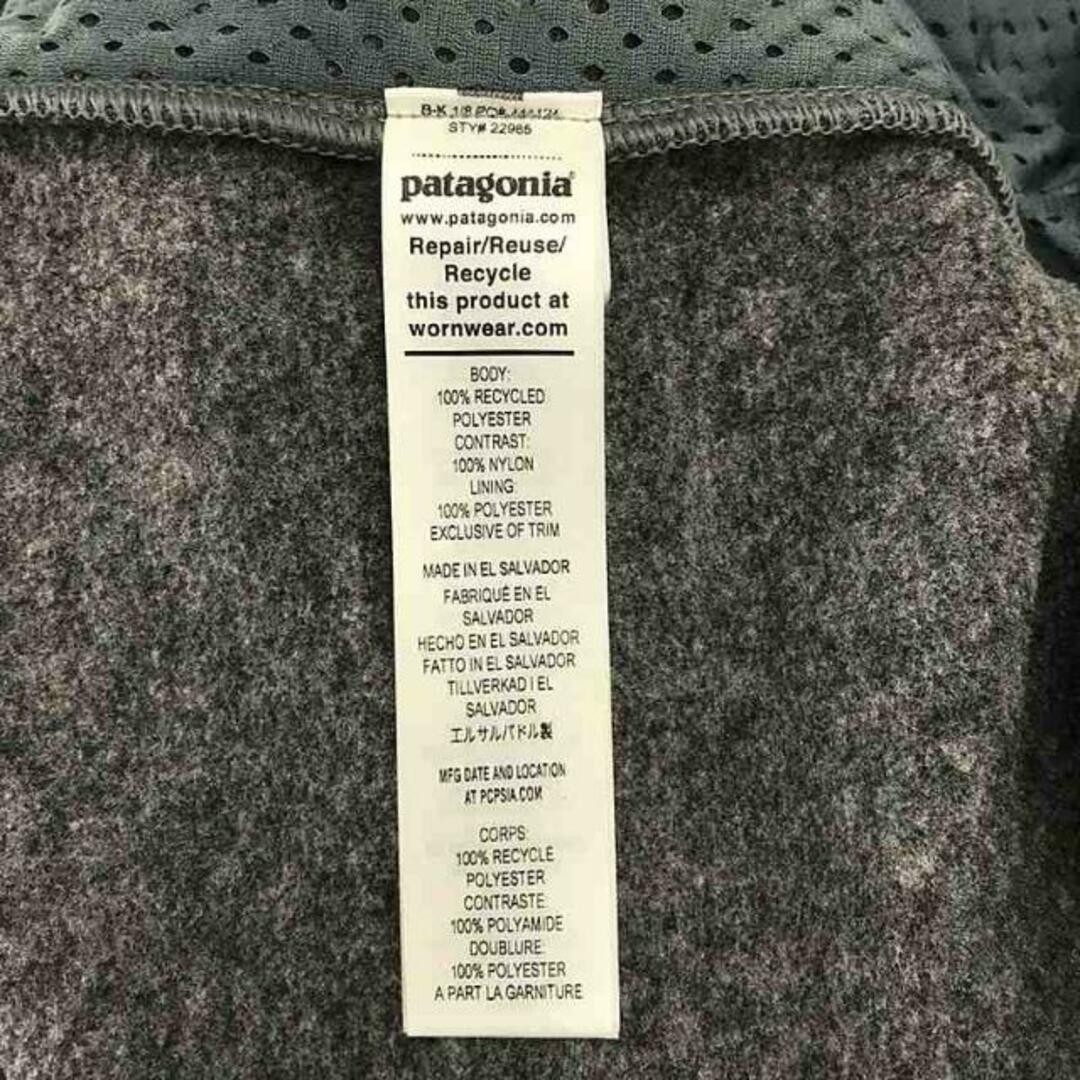 B-K 1/8
STY# 22985
patagonia®
www.patagonia.com
Repair/Reuse/
Recycle
this product at
wornwear.com
BODY:
100% RECYCLED
POLYESTER
CONTRAST:
100% NYLON
LINING:
100% POLYESTER
EXCLUSIVE OF TRIM
MADE IN EL SALVADOR
FABRIQUÉ EN EL
SALVADOR
HECHO EN EL SALVADOR
FATTO IN EL SALVADOR
TILLVERKAD I EL
SALVADOR
エルサルバドル製
MFG DATE AND LOCATION
AT PCPSIA.COM
CORPS:
100% RECYCLE
POLYESTER
CONTRASTE:
100% POLYAMIDE
DOUBLURE:
100% POLYESTER
A PART LA GARNITURE